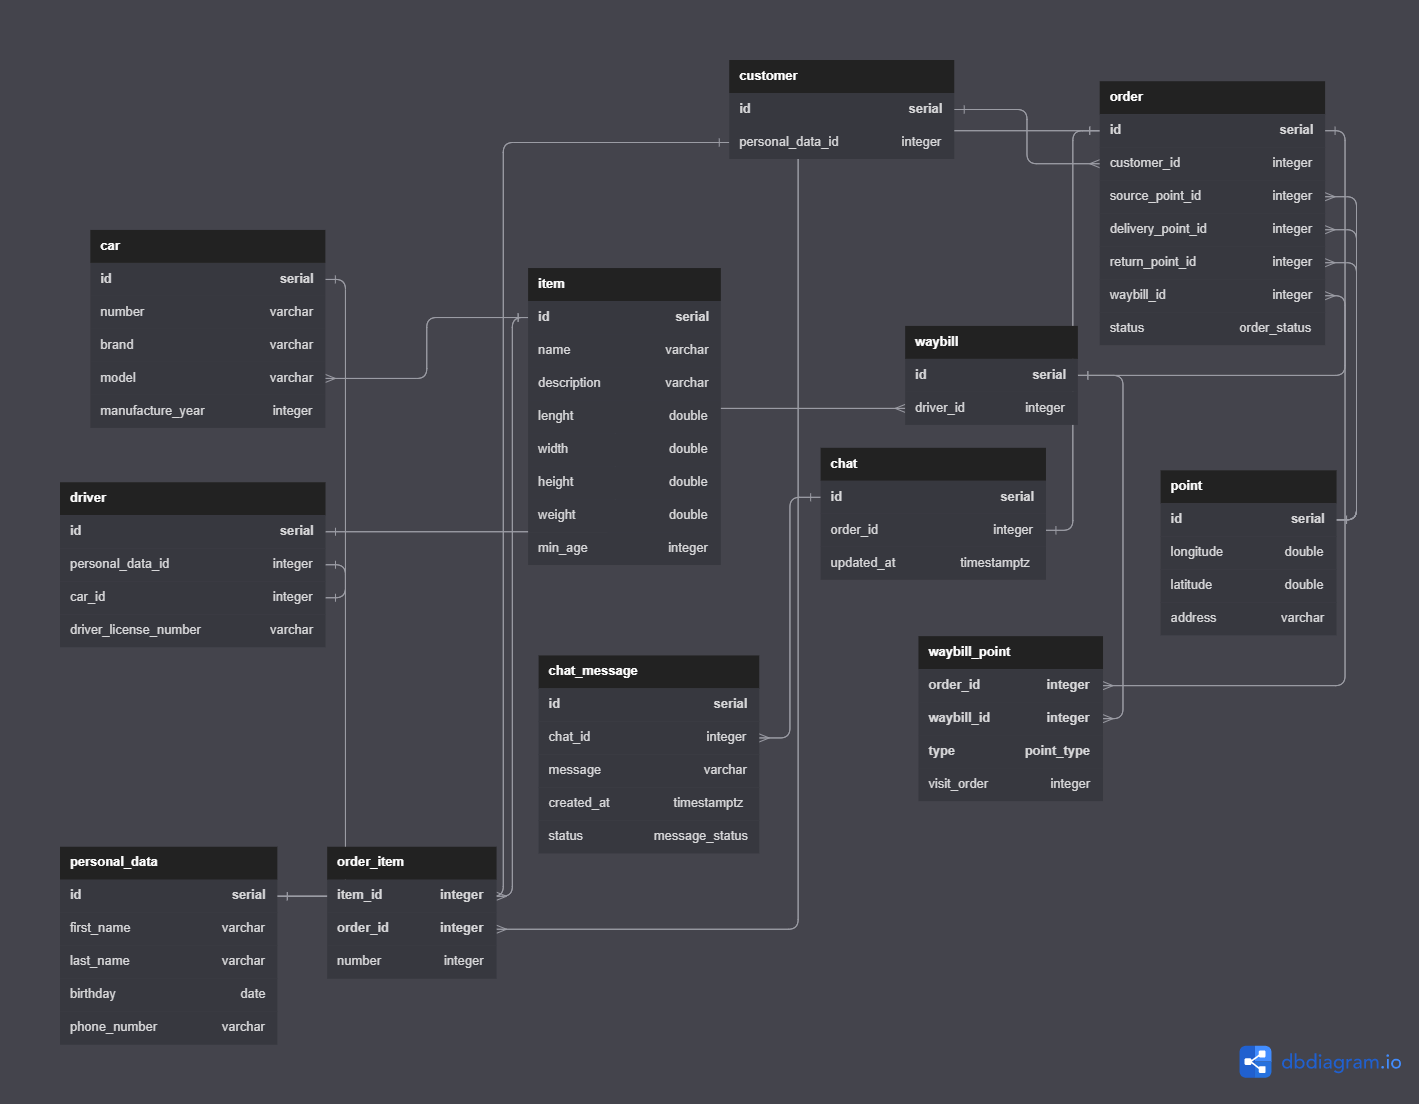 customer
id serial
personal_data_id integer
order
id serial
customer_id integer
source_point_id integer
delivery_point_id integer
return_point_id integer
waybill_id integer
status order_status
car
id serial
number varchar
brand varchar
model varchar
manufacture_year integer
item
id serial
name varchar
description varchar
lenght double
width double
height double
weight double
min_age integer
waybill
id serial
driver_id integer
chat
id serial
order_id integer
updated_at timestamptz
point
id serial
longitude double
latitude double
address varchar
driver
id serial
personal_data_id integer
car_id integer
driver_license_number varchar
chat_message
id serial
chat_id integer
message varchar
created_at timestamptz
status message_status
waybill_point
order_id integer
waybill_id integer
type point_type
visit_order integer
personal_data
id serial
first_name varchar
last_name varchar
birthday date
phone_number varchar
order_item
item_id integer
order_id integer
number integer
dbdiagram.io